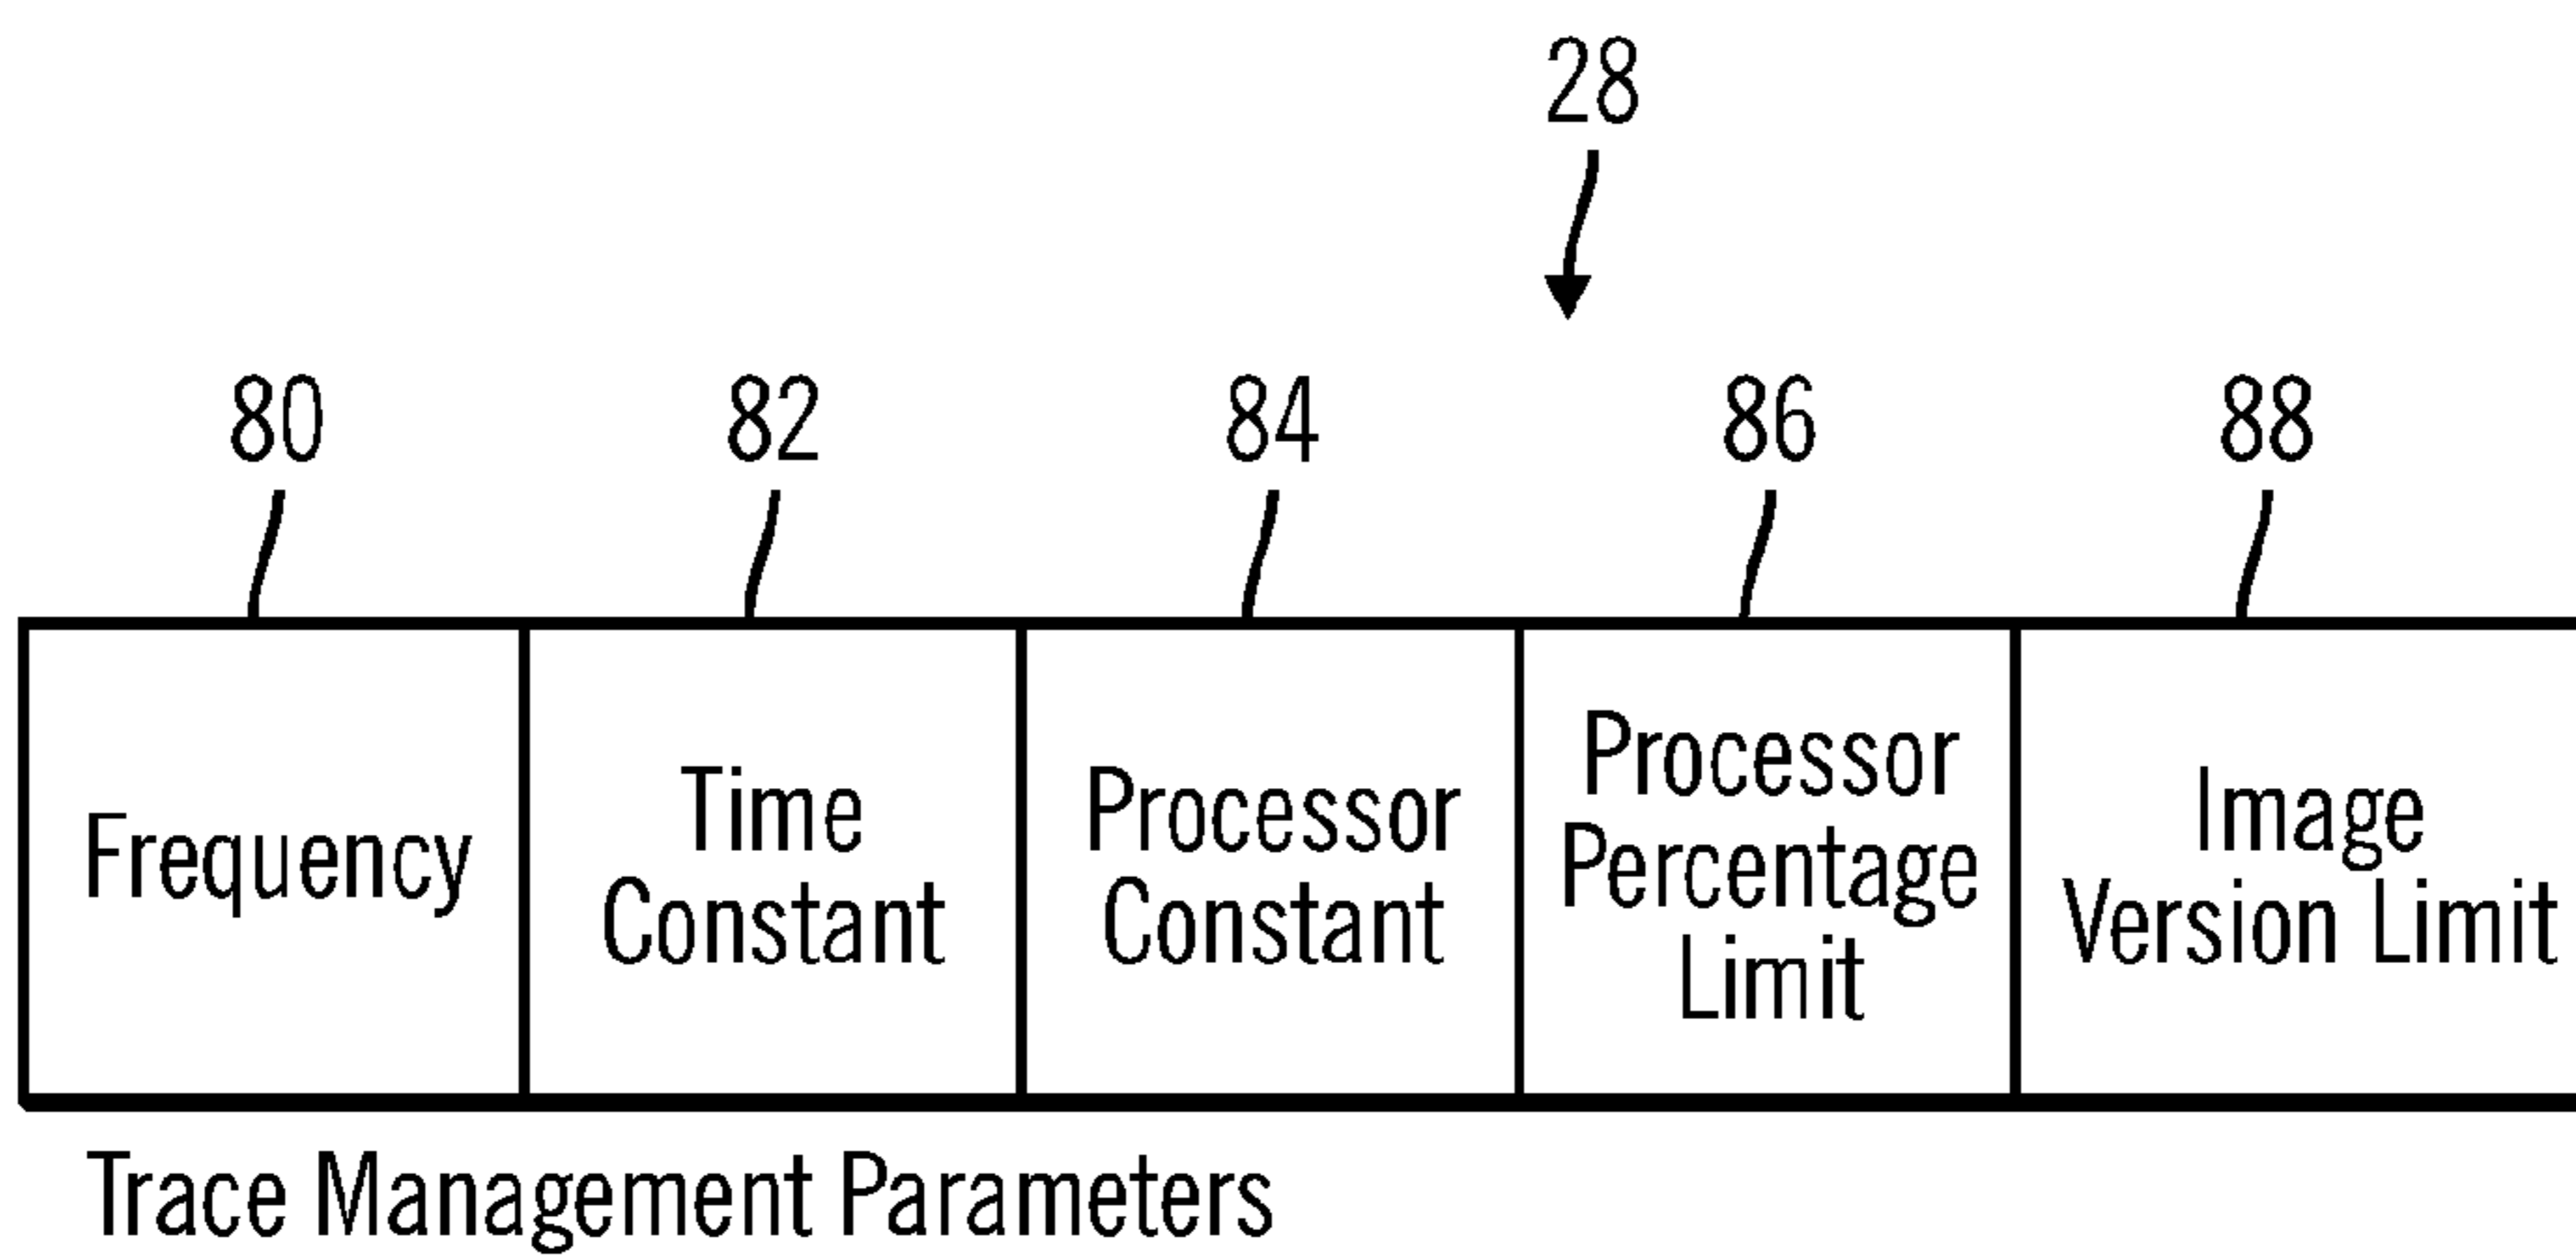 28
80
82
84
86
88
Frequency
Time
Constant
Processor
Constant
Processor
Percentage
Limit
Image
Version Limit
Trace Management Parameters